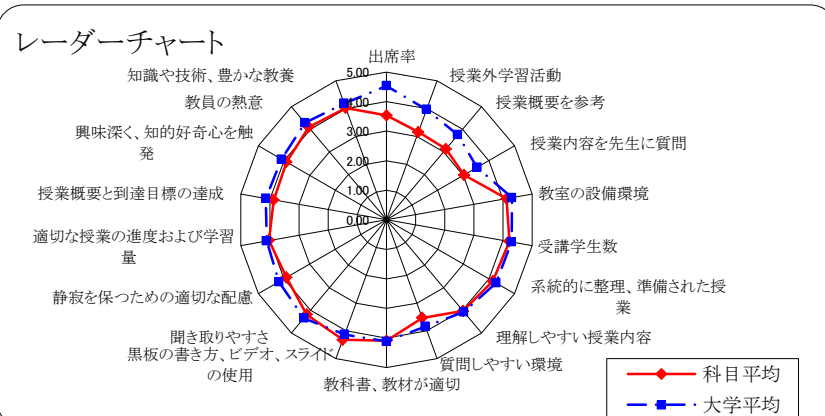 レーダーチャート
出席率
授業外学習活動
授業概要を参考
授業内容を先生に質問
教室の設備環境
受講学生数
系統的に整理、準備された授
業
理解しやすい授業内容
質問しやすい環境
教科書、教材が適切
黒板の書き方、ビデオ、スライド
の使用
聞き取りやすさ
静寂を保つための適切な配慮
適切な授業の進度および学習
量
授業概要と到達目標の達成
興味深く、知的好奇心を触
発
教員の熱意
知識や技術、豊かな教養
5.00
4.00
3.00
2.00
1.00
0.00
科目平均
大学平均